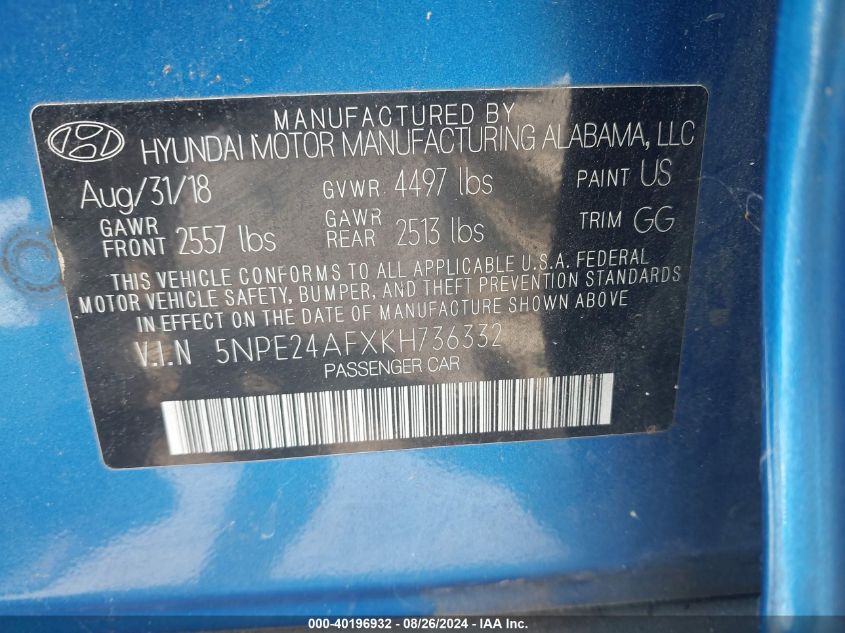 MANUFACTURED BY
HYUNDAI MOTOR MANUFACTURING ALABAMA, LLC
Aug/31/18 GVWR 4497 lbs PAINT US
GAWR FRONT 2557 lbs GAWR REAR 2513 lbs TRIM GG
THIS VEHICLE CONFORMS TO ALL APPLICABLE U.S.A. FEDERAL
MOTOR VEHICLE SAFETY, BUMPER, AND THEFT PREVENTION STANDARDS
IN EFFECT ON THE DATE OF MANUFACTURE SHOWN ABOVE
V.I.N 5NPE24AFXKH736332
PASSENGER CAR
000-40196932 - 08/26/2024 - IAA Inc.